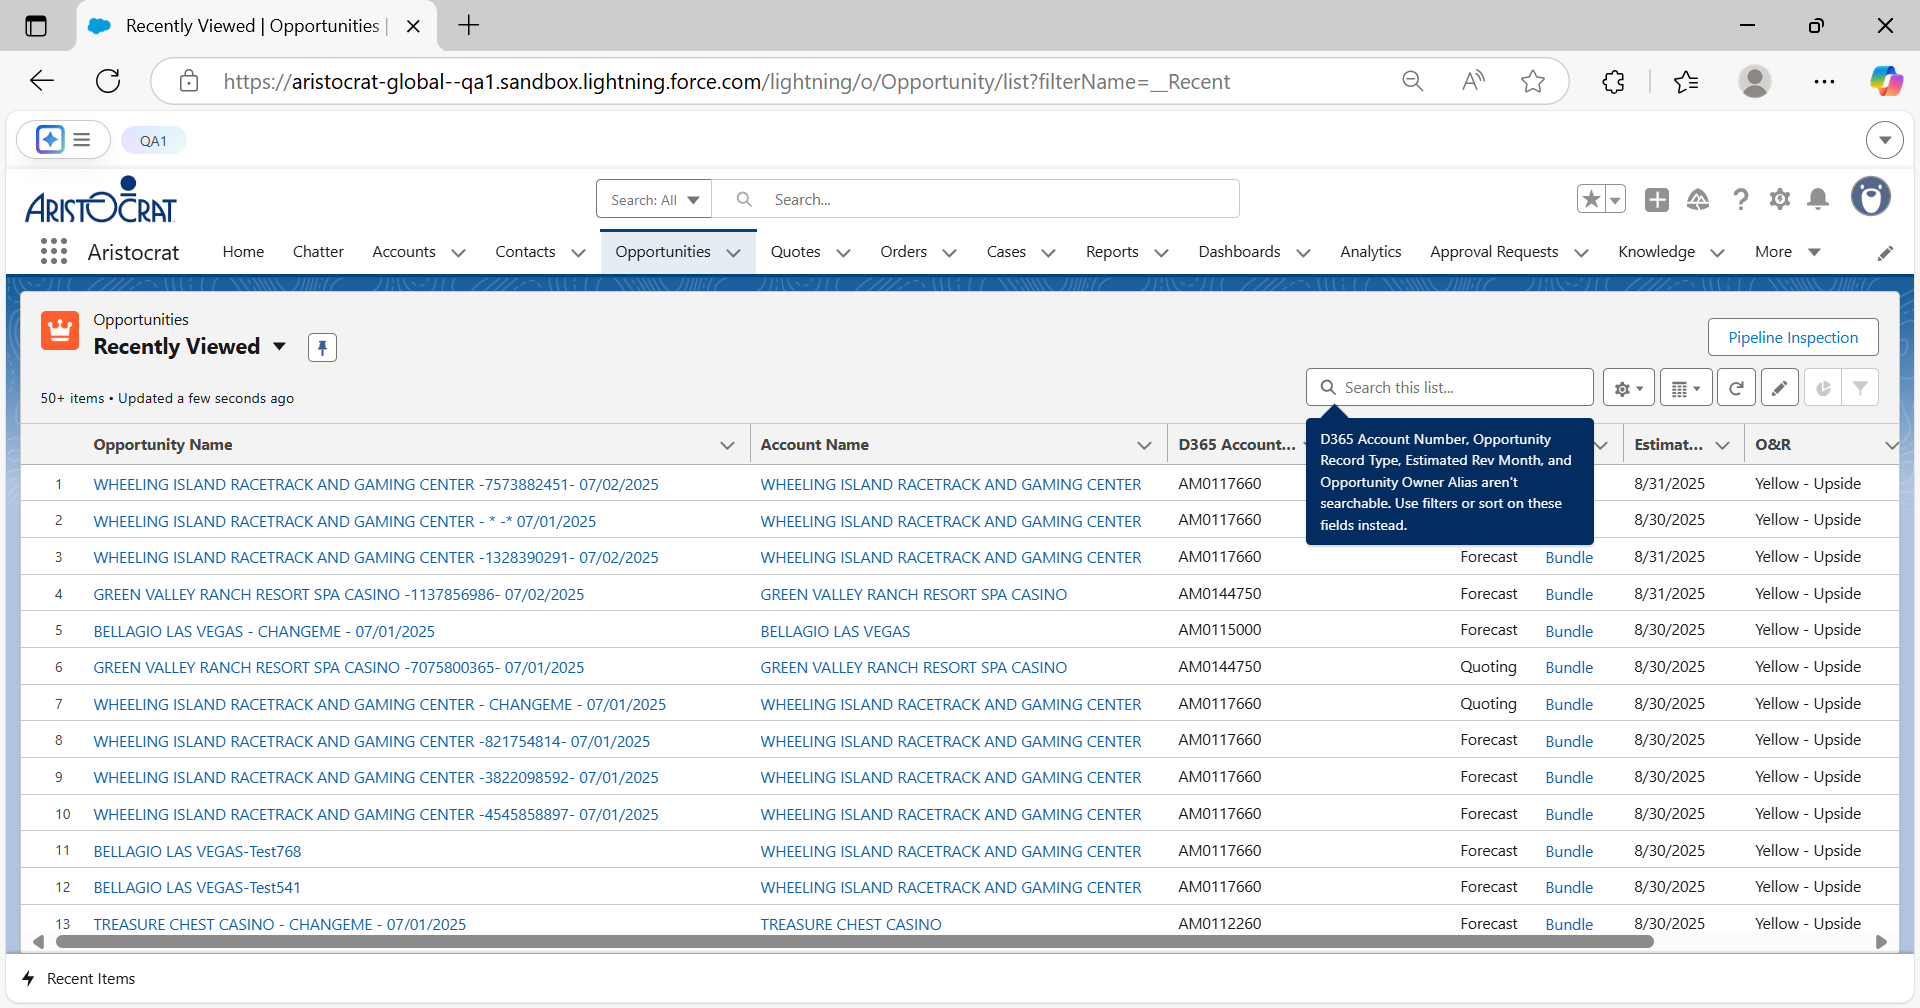 Recently Viewed | Opportunities |
https://aristocrat-global--qa1.sandbox.lightning.force.com/lightning/o/Opportunity/list?filterName=__Recent
QA1
ARISTOCRAT
Search: All
Search...
Aristocrat
Home
Chatter
Accounts
Contacts
Opportunities
Quotes
Orders
Cases
Reports
Dashboards
Analytics
Approval Requests
Knowledge
More
Opportunities
Recently Viewed
Pipeline Inspection
50+ items • Updated a few seconds ago
Search this list...
D365 Account Number, Opportunity
Record Type, Estimated Rev Month, and
Opportunity Owner Alias aren't
searchable. Use filters or sort on these
fields instead.
Opportunity Name Account Name D365 Account... Estimat... O&R
1 WHEELING ISLAND RACETRACK AND GAMING CENTER -7573882451- 07/02/2025 WHEELING ISLAND RACETRACK AND GAMING CENTER AM0117660 8/31/2025 Yellow - Upside
2 WHEELING ISLAND RACETRACK AND GAMING CENTER - * -* 07/01/2025 WHEELING ISLAND RACETRACK AND GAMING CENTER AM0117660 8/30/2025 Yellow - Upside
3 WHEELING ISLAND RACETRACK AND GAMING CENTER -1328390291- 07/02/2025 WHEELING ISLAND RACETRACK AND GAMING CENTER AM0117660 Forecast Bundle 8/31/2025 Yellow - Upside
4 GREEN VALLEY RANCH RESORT SPA CASINO -1137856986- 07/02/2025 GREEN VALLEY RANCH RESORT SPA CASINO AM0144750 Forecast Bundle 8/31/2025 Yellow - Upside
5 BELLAGIO LAS VEGAS - CHANGEME - 07/01/2025 BELLAGIO LAS VEGAS AM0115000 Forecast Bundle 8/30/2025 Yellow - Upside
6 GREEN VALLEY RANCH RESORT SPA CASINO -7075800365- 07/01/2025 GREEN VALLEY RANCH RESORT SPA CASINO AM0144750 Quoting Bundle 8/30/2025 Yellow - Upside
7 WHEELING ISLAND RACETRACK AND GAMING CENTER - CHANGEME - 07/01/2025 WHEELING ISLAND RACETRACK AND GAMING CENTER AM0117660 Quoting Bundle 8/30/2025 Yellow - Upside
8 WHEELING ISLAND RACETRACK AND GAMING CENTER -821754814- 07/01/2025 WHEELING ISLAND RACETRACK AND GAMING CENTER AM0117660 Forecast Bundle 8/30/2025 Yellow - Upside
9 WHEELING ISLAND RACETRACK AND GAMING CENTER -3822098592- 07/01/2025 WHEELING ISLAND RACETRACK AND GAMING CENTER AM0117660 Forecast Bundle 8/30/2025 Yellow - Upside
10 WHEELING ISLAND RACETRACK AND GAMING CENTER -4545858897- 07/01/2025 WHEELING ISLAND RACETRACK AND GAMING CENTER AM0117660 Forecast Bundle 8/30/2025 Yellow - Upside
11 BELLAGIO LAS VEGAS-Test768 WHEELING ISLAND RACETRACK AND GAMING CENTER AM0117660 Forecast Bundle 8/30/2025 Yellow - Upside
12 BELLAGIO LAS VEGAS-Test541 WHEELING ISLAND RACETRACK AND GAMING CENTER AM0117660 Forecast Bundle 8/30/2025 Yellow - Upside
13 TREASURE CHEST CASINO - CHANGEME - 07/01/2025 TREASURE CHEST CASINO AM0112260 Forecast Bundle 8/30/2025 Yellow - Upside
Recent Items